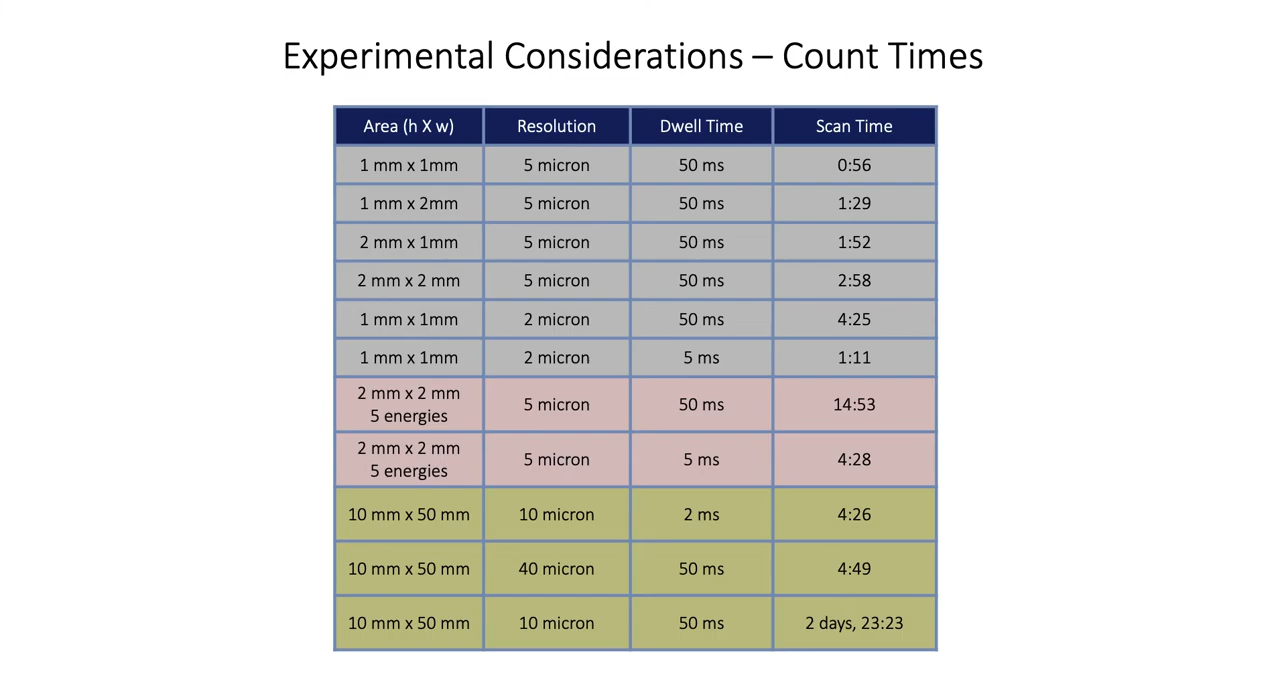 Experimental Considerations – Count Times
Area (h X w) Resolution Dwell Time Scan Time
1 mm x 1mm 5 micron 50 ms 0:56
1 mm x 2mm 5 micron 50 ms 1:29
2 mm x 1mm 5 micron 50 ms 1:52
2 mm x 2 mm 5 micron 50 ms 2:58
1 mm x 1mm 2 micron 50 ms 4:25
1 mm x 1mm 2 micron 5 ms 1:11
2 mm x 2 mm
5 energies 5 micron 50 ms 14:53
2 mm x 2 mm
5 energies 5 micron 5 ms 4:28
10 mm x 50 mm 10 micron 2 ms 4:26
10 mm x 50 mm 40 micron 50 ms 4:49
10 mm x 50 mm 10 micron 50 ms 2 days, 23:23